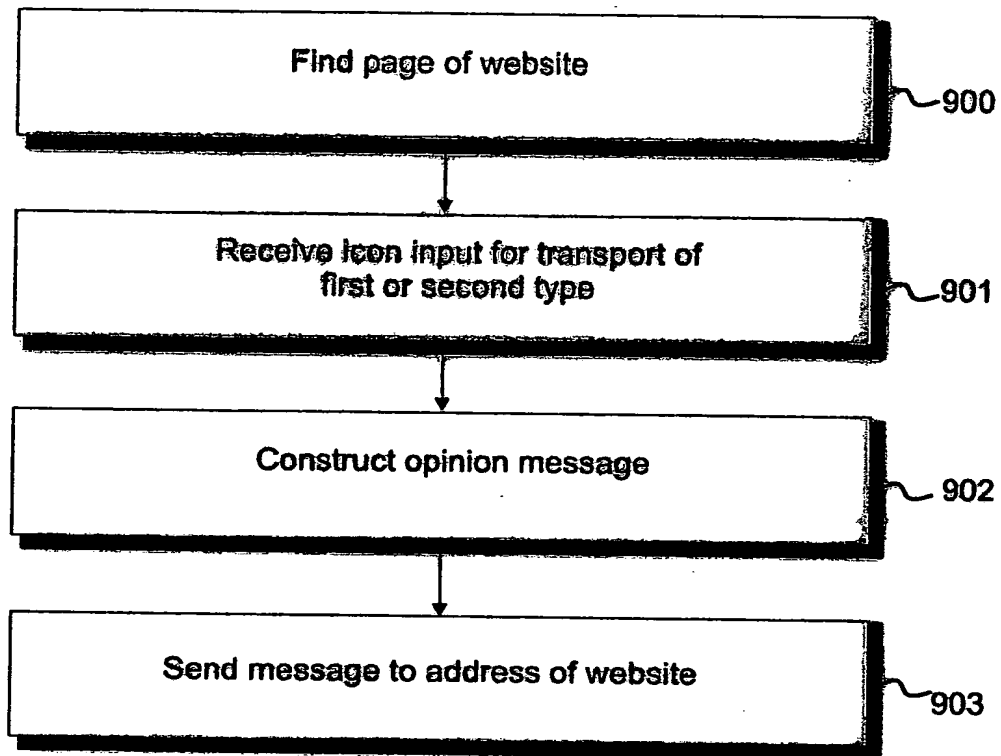 Find page of website
900
Receive icon input for transport of
first or second type
901
Construct opinion message
902
Send message to address of website
903